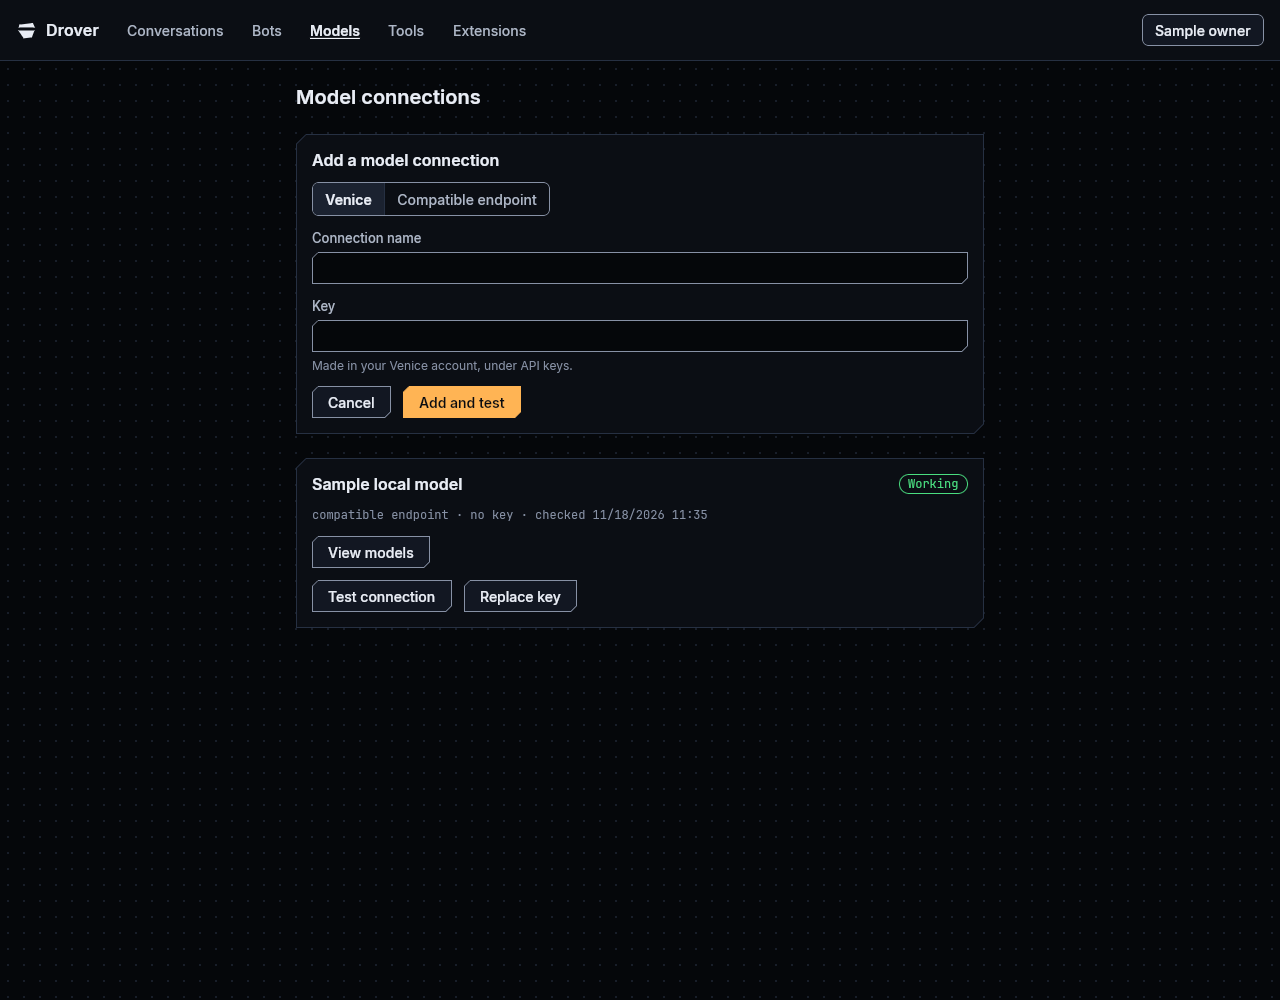 Drover
Conversations
Bots
Models
Tools
Extensions
Sample owner
Model connections
Add a model connection
Venice
Compatible endpoint
Connection name
Key
Made in your Venice account, under API keys.
Cancel
Add and test
Sample local model
Working
compatible endpoint · no key · checked 11/18/2026 11:35
View models
Test connection
Replace key